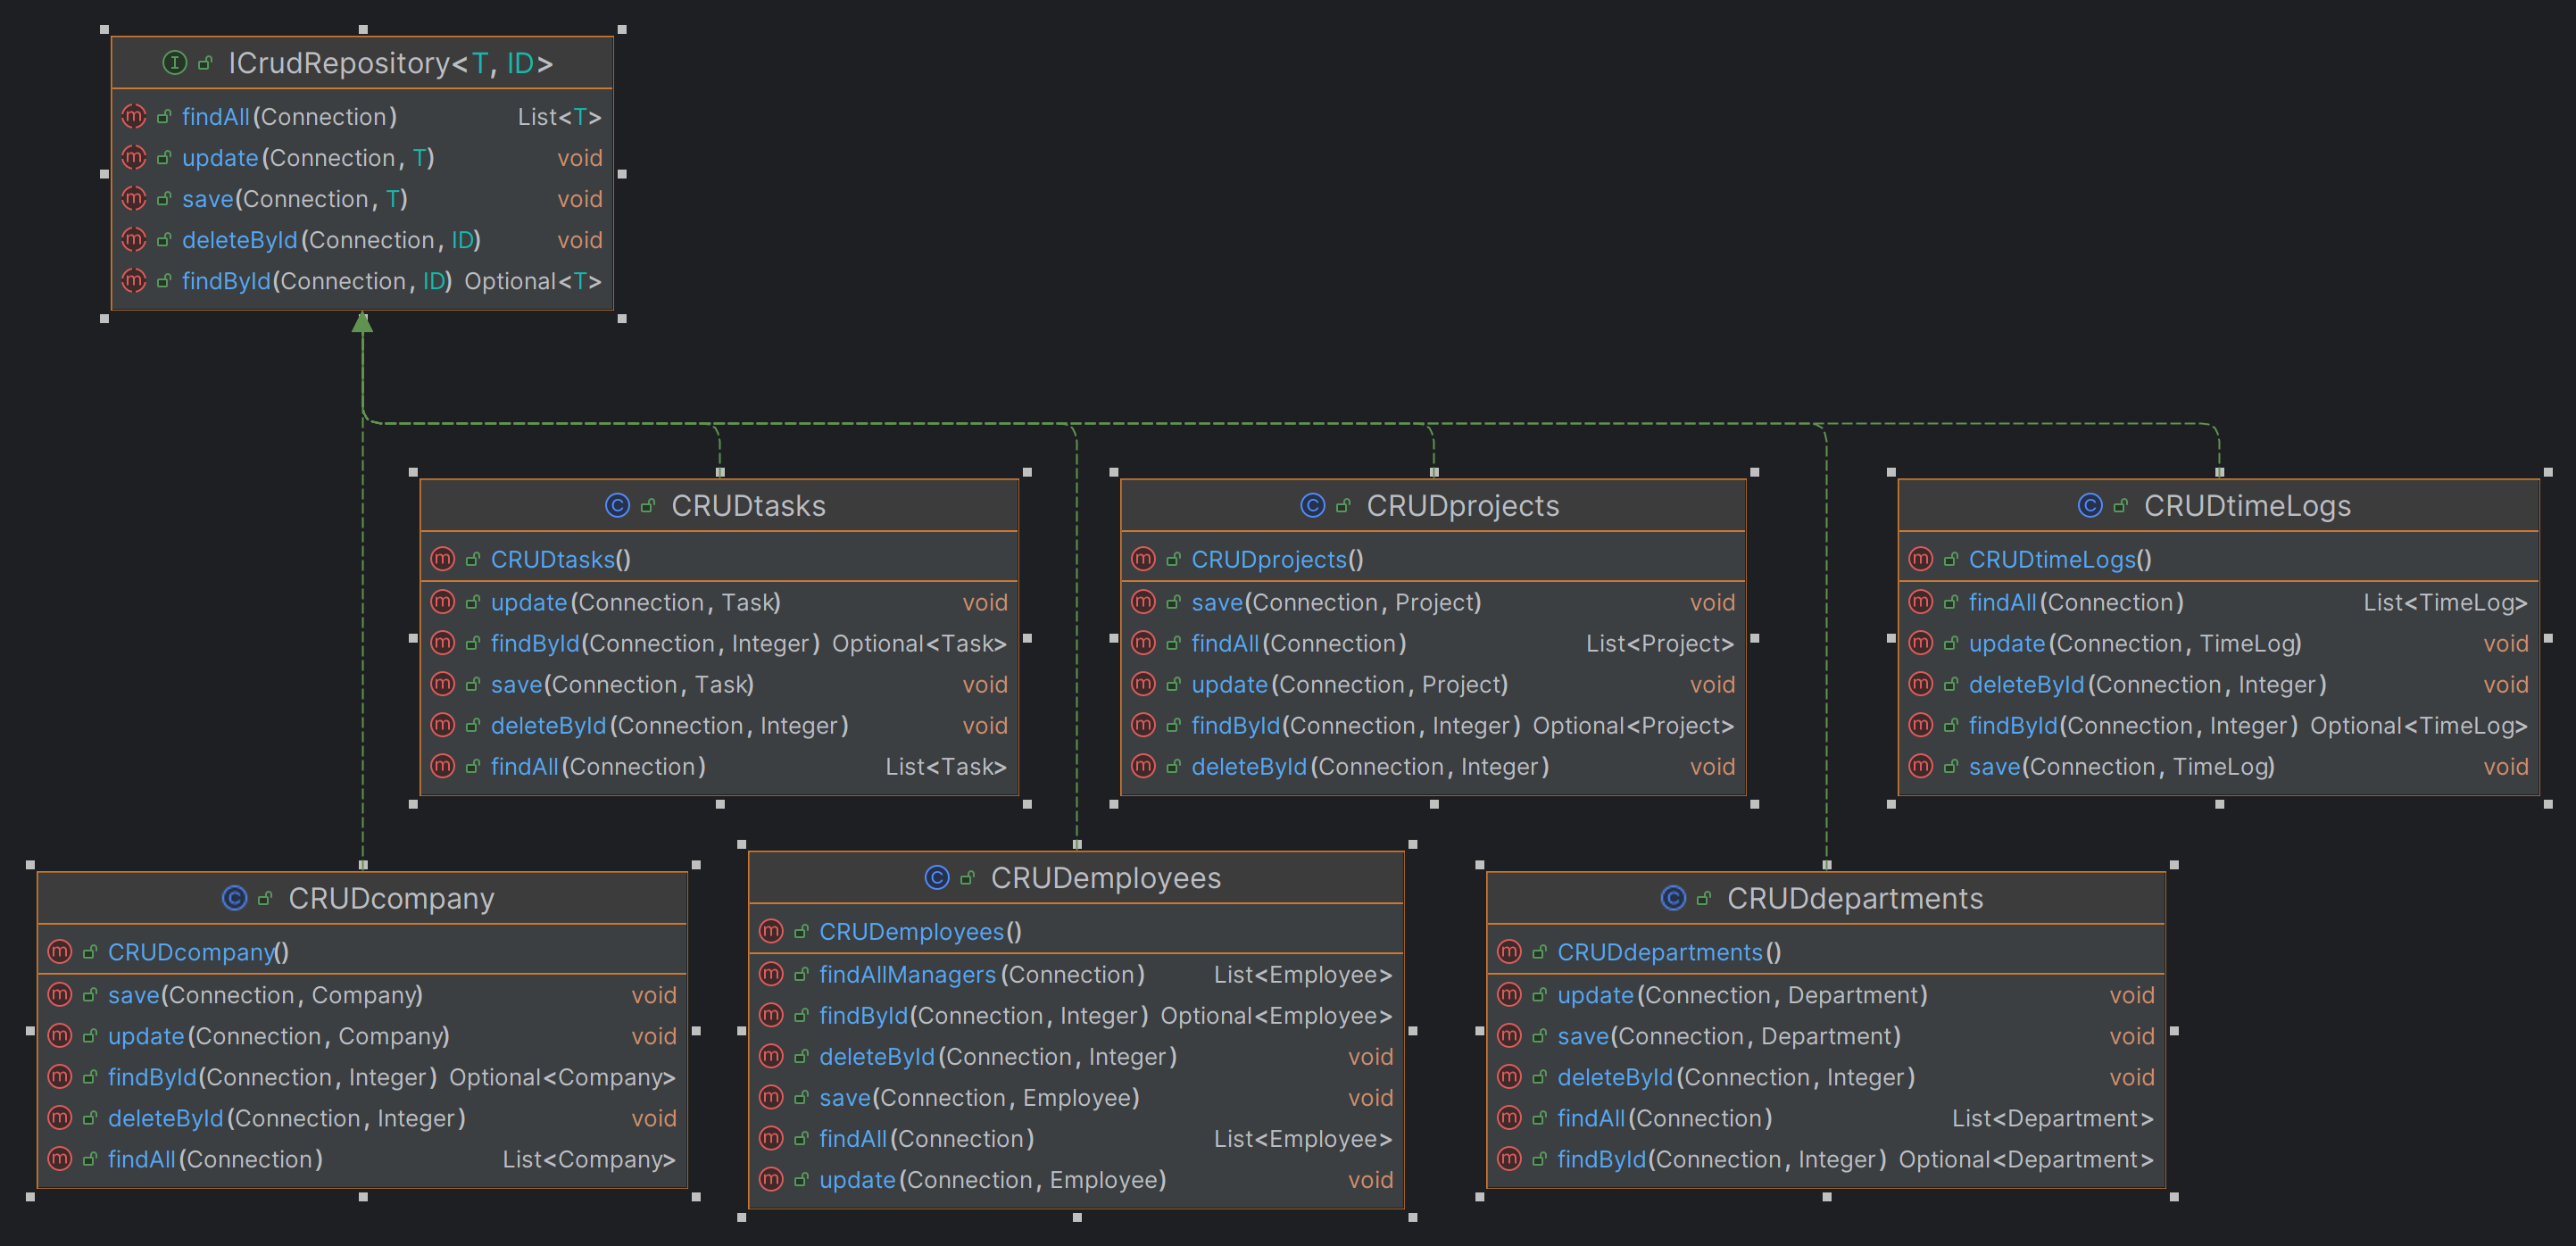 ICrudRepository<T, ID>
findAll(Connection) List<T>
update(Connection, T) void
save(Connection, T) void
deleteById(Connection, ID) void
findById(Connection, ID) Optional<T>
CRUDtasks
CRUDtasks()
update(Connection, Task) void
findById(Connection, Integer) Optional<Task>
save(Connection, Task) void
deleteById(Connection, Integer) void
findAll(Connection) List<Task>
CRUDprojects
CRUDprojects()
save(Connection, Project) void
findAll(Connection) List<Project>
update(Connection, Project) void
findById(Connection, Integer) Optional<Project>
deleteById(Connection, Integer) void
CRUDtimeLogs
CRUDtimeLogs()
findAll(Connection) List<TimeLog>
update(Connection, TimeLog) void
deleteById(Connection, Integer) void
findById(Connection, Integer) Optional<TimeLog>
save(Connection, TimeLog) void
CRUDcompany
CRUDcompany()
save(Connection, Company) void
update(Connection, Company) void
findById(Connection, Integer) Optional<Company>
deleteById(Connection, Integer) void
findAll(Connection) List<Company>
CRUDemployees
CRUDemployees()
findAllManagers(Connection) List<Employee>
findById(Connection, Integer) Optional<Employee>
deleteById(Connection, Integer) void
save(Connection, Employee) void
findAll(Connection) List<Employee>
update(Connection, Employee) void
CRUDdepartments
CRUDdepartments()
update(Connection, Department) void
save(Connection, Department) void
deleteById(Connection, Integer) void
findAll(Connection) List<Department>
findById(Connection, Integer) Optional<Department>